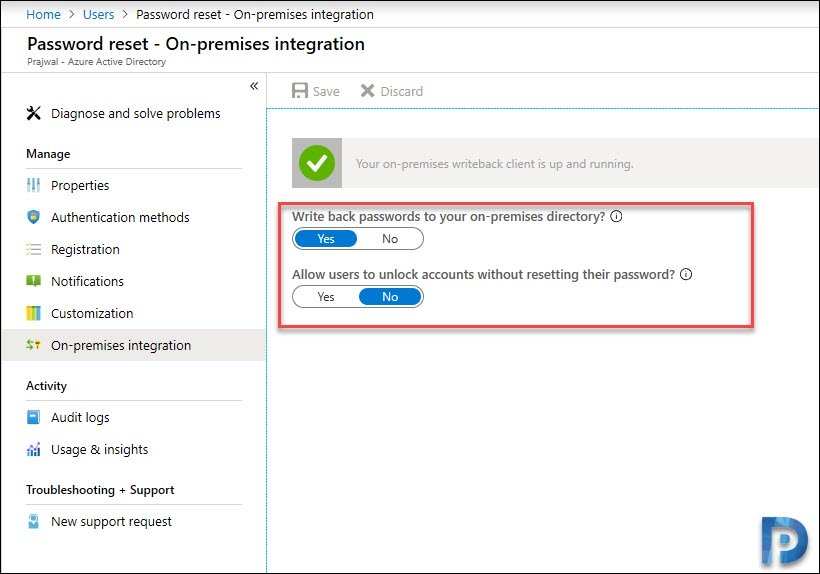 Home > Users > Password reset - On-premises integration
Password reset - On-premises integration
Prajwal - Azure Active Directory
«
Diagnose and solve problems
Manage
Properties
Authentication methods
Registration
Notifications
Customization
On-premises integration
Activity
Audit logs
Usage & insights
Troubleshooting + Support
New support request
Save Discard
Your on-premises writeback client is up and running.
Write back passwords to your on-premises directory?
Yes No
Allow users to unlock accounts without resetting their password?
Yes No
P